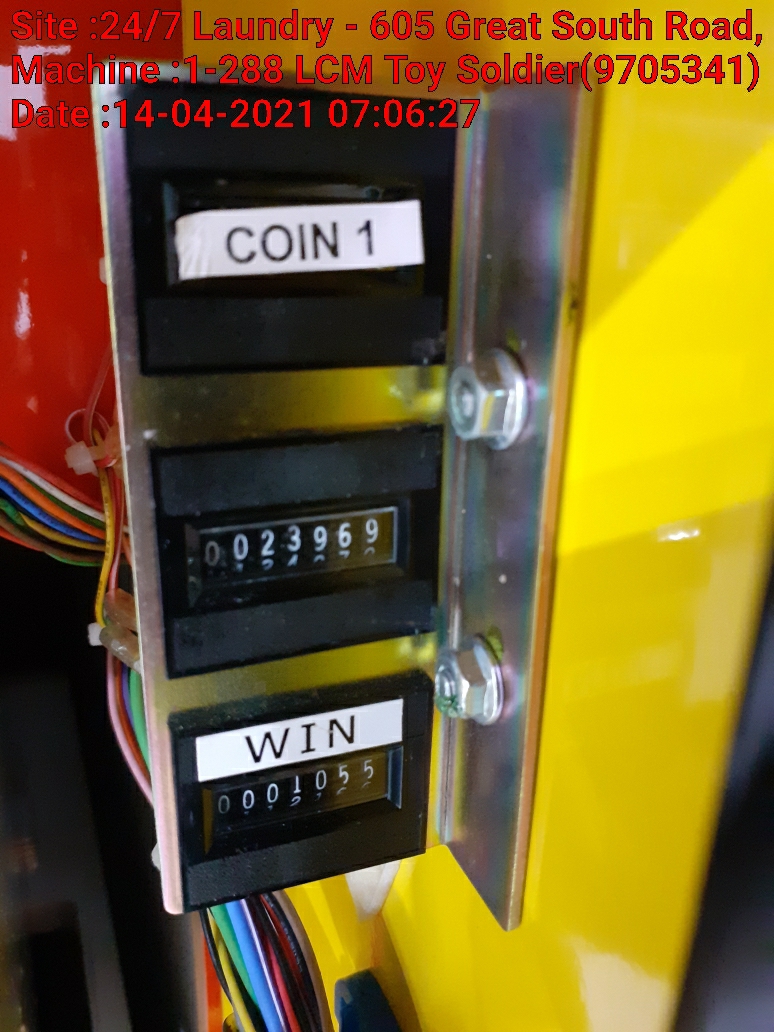 Site :24/7 Laundry - 605 Great South Road,
Machine :1-288 LCM Toy Soldier(9705341)
Date :14-04-2021 07:06:27
COIN 1
0023969
WIN
0001055